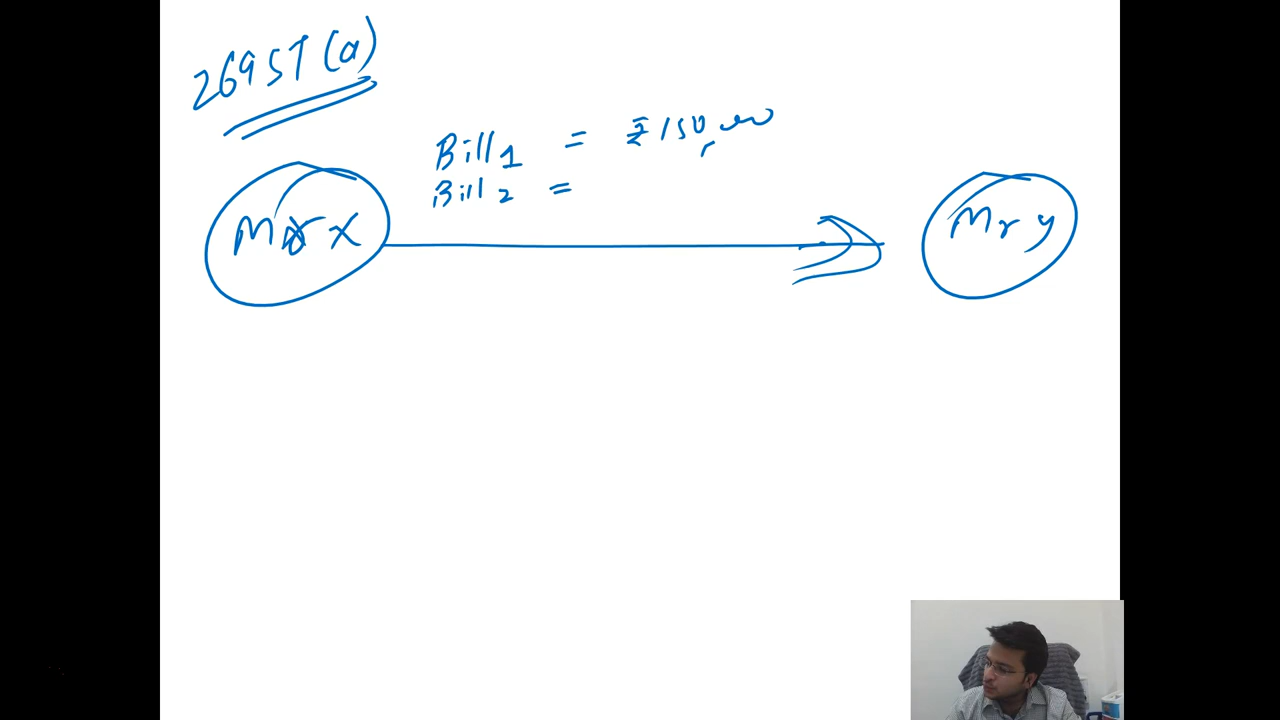 269ST (a)
Bill 1 = ₹150,000
Bill 2 =
Mr x
Mr y